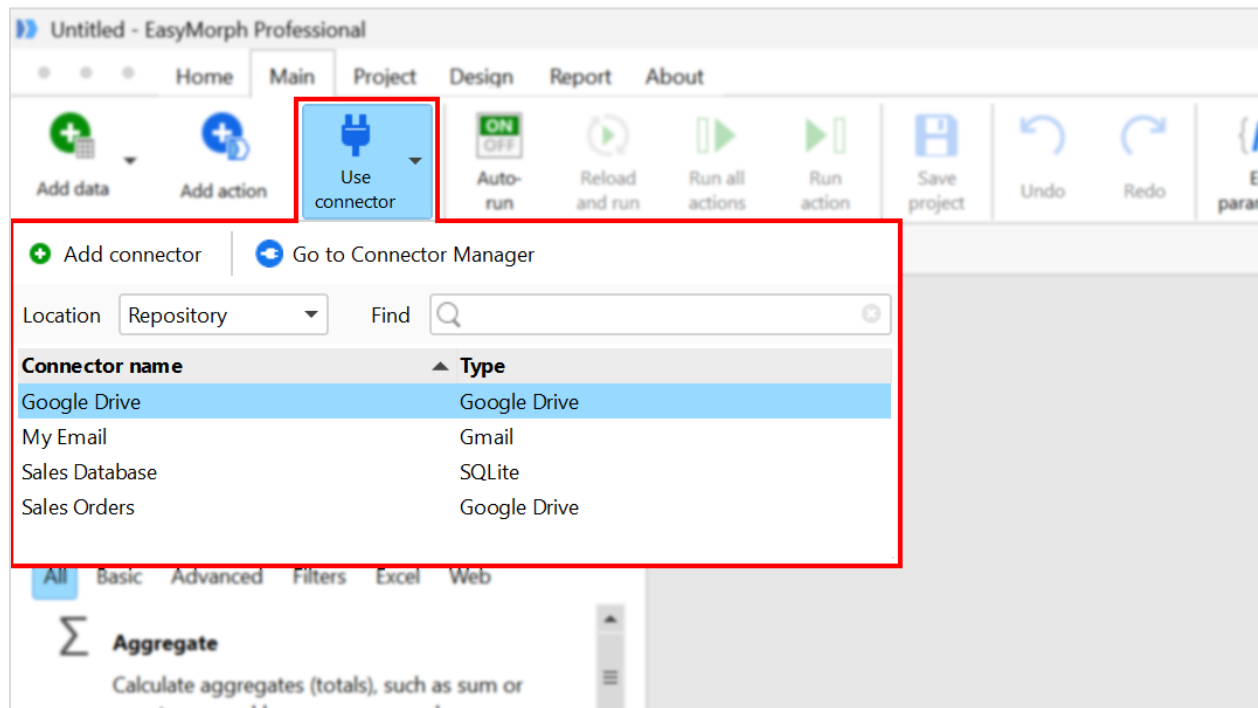 Untitled - EasyMorph Professional
Home Main Project Design Report About
Add data
Add action
Use
connector
ON
OFF
Auto-
run
Reload
and run
Run all
actions
Run
action
Save
project
Undo
Redo
Add connector Go to Connector Manager
Location Repository Find
Connector name Type
Google Drive Google Drive
My Email Gmail
Sales Database SQLite
Sales Orders Google Drive
All Basic Advanced Filters Excel Web
Aggregate
Calculate aggregates (totals), such as sum or